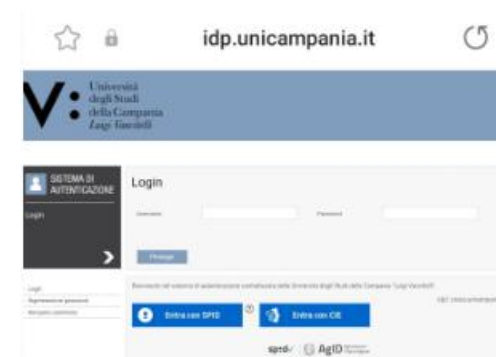 idp.unicampania.it
V:
Università
degli Studi
della Campania
Luigi Vanvitelli
SISTEMA DI
AUTENTICAZIONE
Login
Login
Username
Password
Login
Entra con SPID
Entra con CIE
spid
AgID